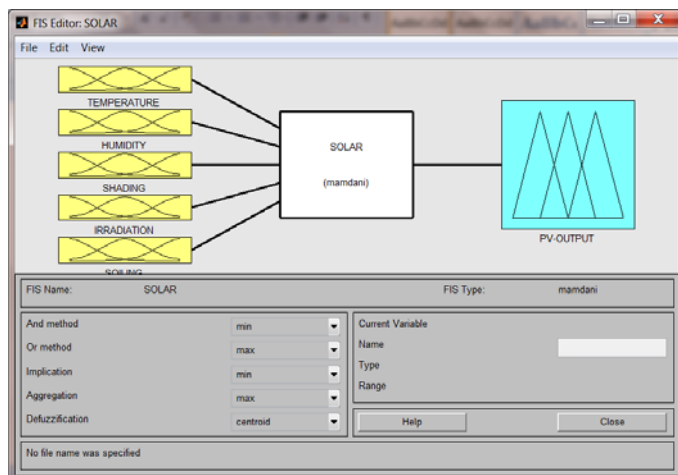 FIS Editor: SOLAR
File Edit View
TEMPERATURE
HUMIDITY
SHADING
IRRADIATION
SOILING
SOLAR
(mamdani)
PV-OUTPUT
FIS Name: SOLAR FIS Type: mamdani
And method min
Or method max
Implication min
Aggregation max
Defuzzification centroid
Current Variable
Name
Type
Range
Help Close
No file name was specified